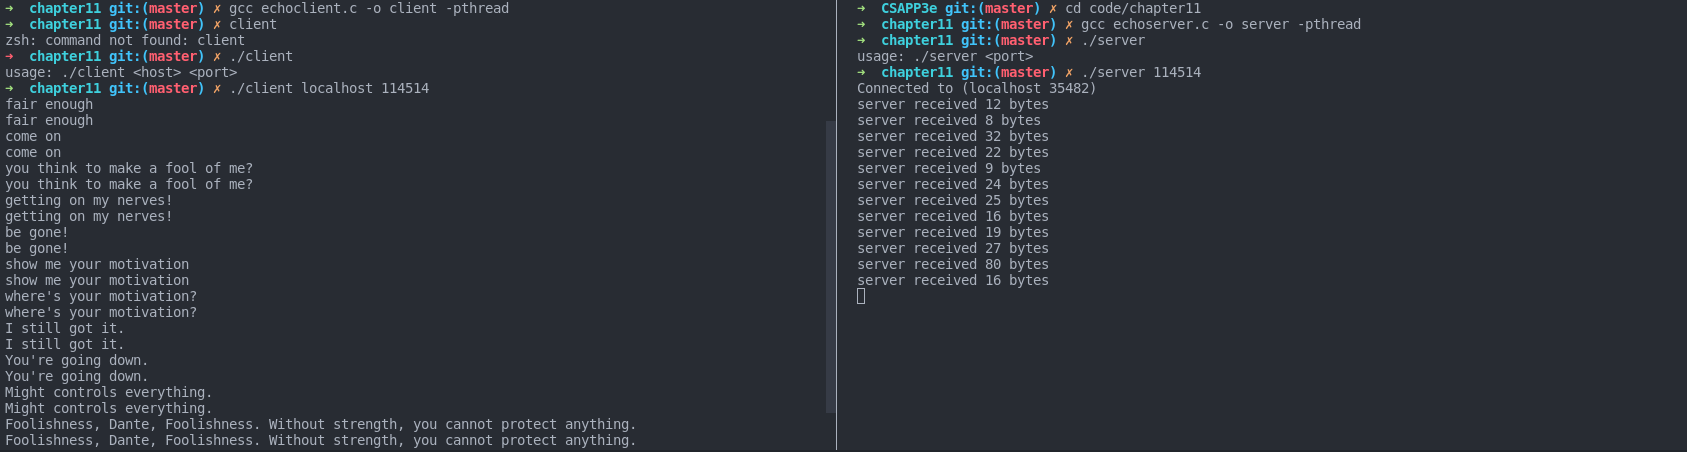 ➜  chapter11 git:(master) ✗ gcc echoclient.c -o client -pthread
➜  chapter11 git:(master) ✗ client
zsh: command not found: client
➜  chapter11 git:(master) ✗ ./client
usage: ./client <host> <port>
➜  chapter11 git:(master) ✗ ./client localhost 114514
fair enough
fair enough
come on
come on
you think to make a fool of me?
you think to make a fool of me?
getting on my nerves!
getting on my nerves!
be gone!
be gone!
show me your motivation
show me your motivation
where's your motivation?
where's your motivation?
I still got it.
I still got it.
You're going down.
You're going down.
Might controls everything.
Might controls everything.
Foolishness, Dante, Foolishness. Without strength, you cannot protect anything.
Foolishness, Dante, Foolishness. Without strength, you cannot protect anything.
➜  CSAPP3e git:(master) ✗ cd code/chapter11
➜  chapter11 git:(master) ✗ gcc echoserver.c -o server -pthread
➜  chapter11 git:(master) ✗ ./server
usage: ./server <port>
➜  chapter11 git:(master) ✗ ./server 114514
Connected to (localhost 35482)
server received 12 bytes
server received 8 bytes
server received 32 bytes
server received 22 bytes
server received 9 bytes
server received 24 bytes
server received 25 bytes
server received 16 bytes
server received 19 bytes
server received 27 bytes
server received 80 bytes
server received 16 bytes